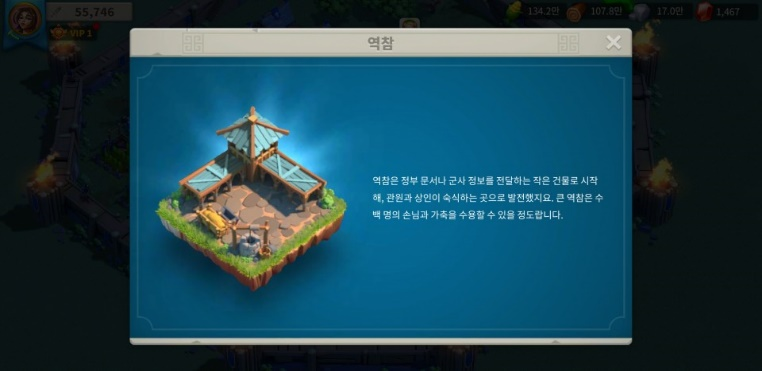 55,746
VIP 1
134.2만
107.8만
17.0만
1,467
역참
역참은 정부 문서나 군사 정보를 전달하는 작은 건물로 시작
해, 관원과 상인이 숙식하는 곳으로 발전했지요. 큰 역참은 수
백 명의 손님과 가축을 수용할 수 있을 정도랍니다.